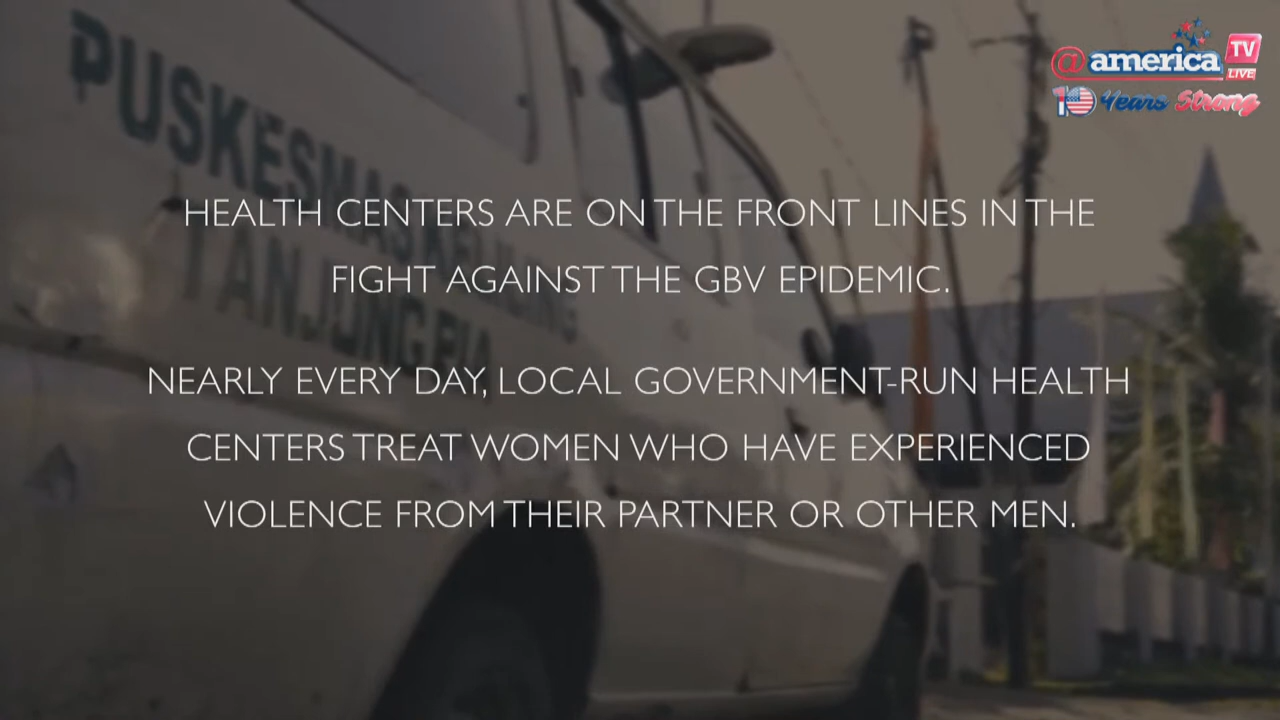 @america TV
LIVE
10 Years Strong
PUSKESMAS KELILING
TANJUNG
HEALTH CENTERS ARE ON THE FRONT LINES IN THE
FIGHT AGAINST THE GBV EPIDEMIC.
NEARLY EVERY DAY, LOCAL GOVERNMENT-RUN HEALTH
CENTERS TREAT WOMEN WHO HAVE EXPERIENCED
VIOLENCE FROM THEIR PARTNER OR OTHER MEN.